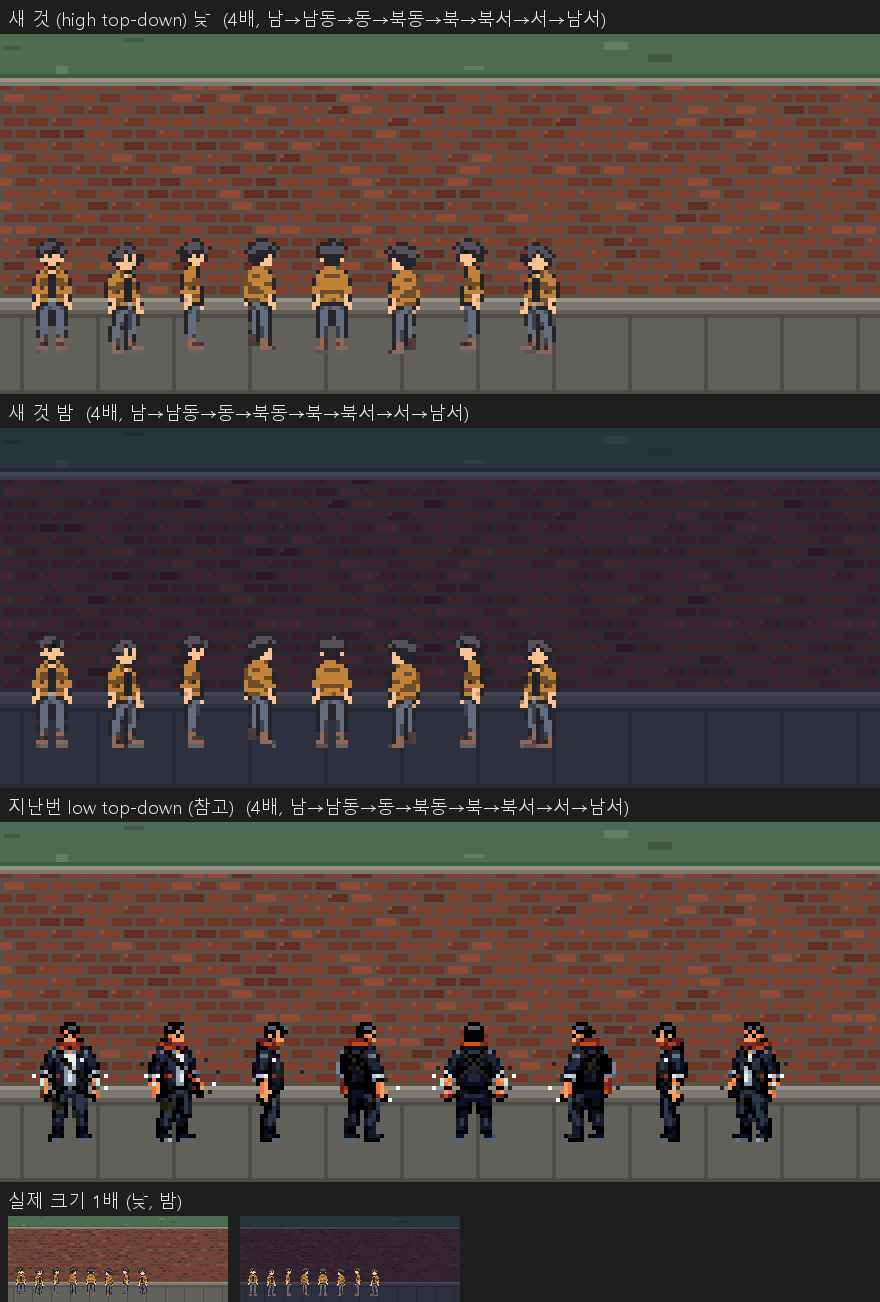 새 것 (high top-down) 낮 (4배, 남→남동→동→북동→북→북서→서→남서)
새 것 밤 (4배, 남→남동→동→북동→북→북서→서→남서)
지난번 low top-down (참고) (4배, 남→남동→동→북동→북→북서→서→남서)
실제 크기 1배 (낮, 밤)